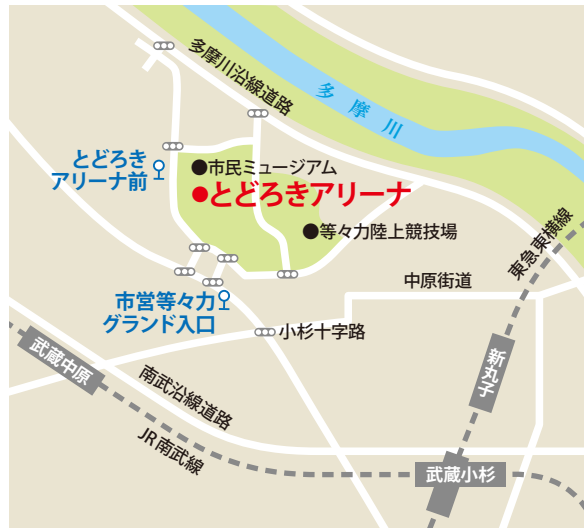 多摩川沿線道路
多摩川
とどろき
アリーナ前
市民ミュージアム
とどろきアリーナ
等々力陸上競技場
東急東横線
中原街道
市営等々力
グランド入口
小杉十字路
武蔵中原
新丸子
南武沿線道路
JR南武線
武蔵小杉